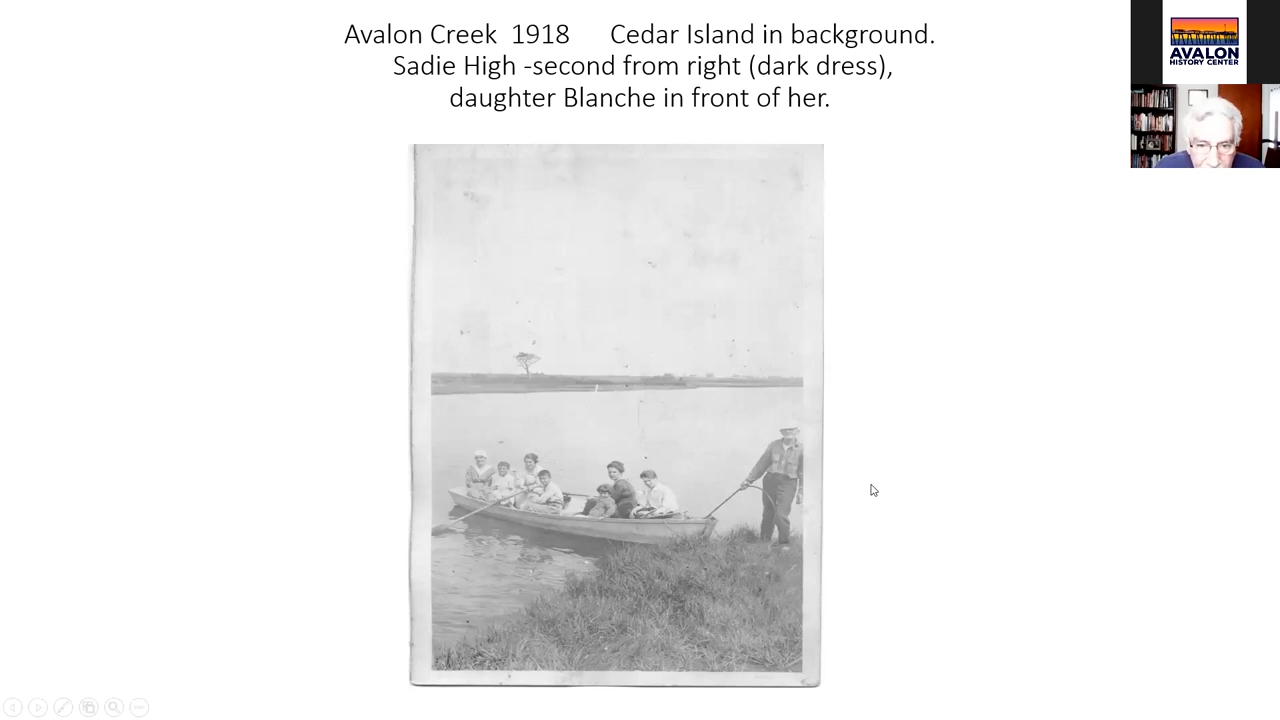 Avalon Creek 1918 Cedar Island in background.
Sadie High -second from right (dark dress),
daughter Blanche in front of her.
AVALON
HISTORY CENTER